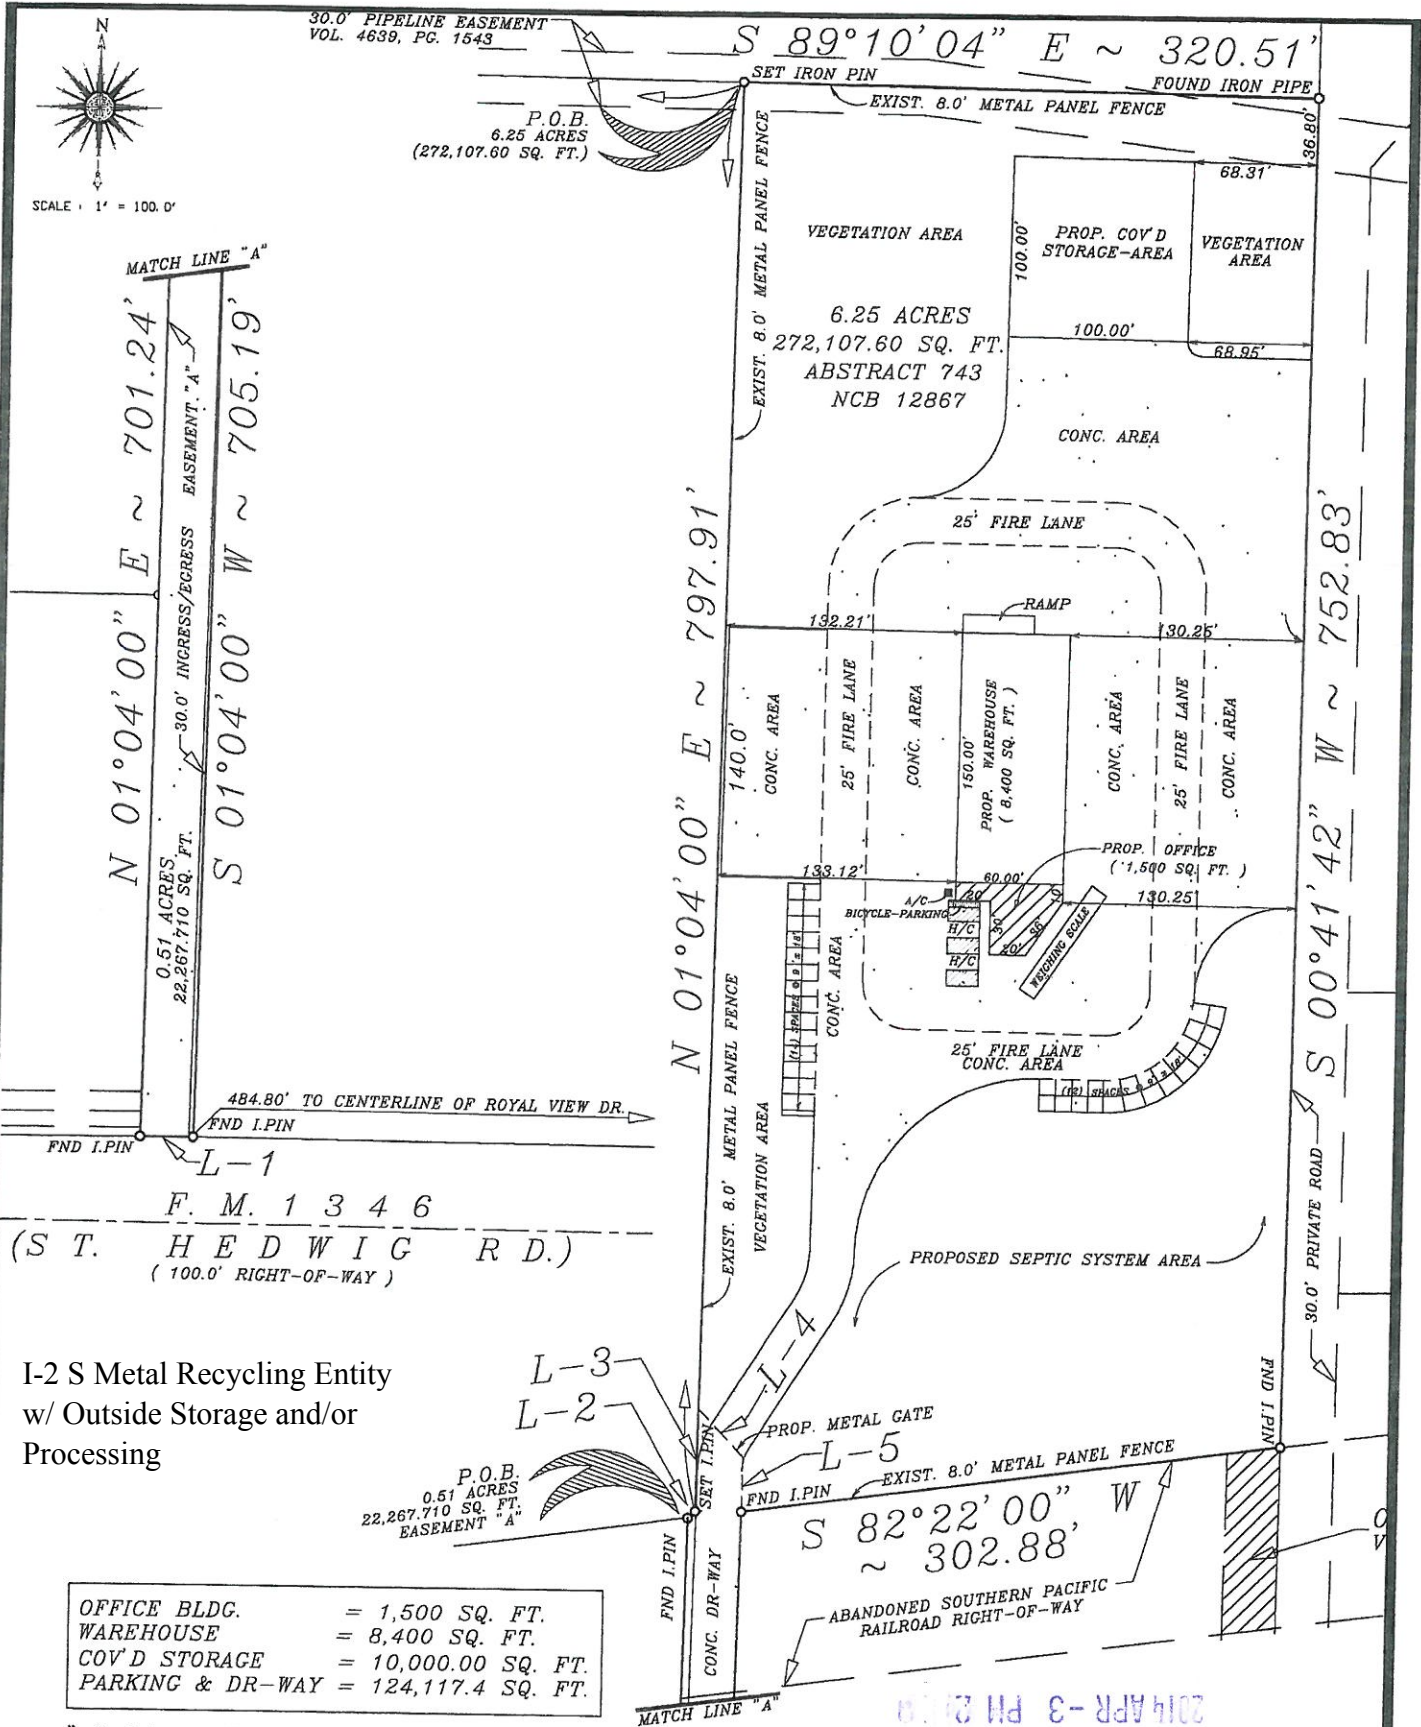 30.0' PIPELINE EASEMENT
VOL. 4639, PG. 1543
S 89°10'04" E ~ 320.51'
SET IRON PIN
FOUND IRON PIPE
EXIST. 8.0' METAL PANEL FENCE
N
SCALE : 1" = 100.0'
P.O.B.
6.25 ACRES
(272,107.60 SQ. FT.)
36.80'
68.31'
VEGETATION AREA
PROP. COV'D
STORAGE-AREA
VEGETATION
AREA
100.00'
EXIST. 8.0' METAL PANEL FENCE
6.25 ACRES
272,107.60 SQ. FT.
ABSTRACT 743
NCB 12867
100.00'
68.95'
CONC. AREA
MATCH LINE "A"
N 01°04'00" E ~ 701.24'
30.0' INGRESS/EGRESS EASEMENT "A"
S 01°04'00" W ~ 705.19'
0.51 ACRES
22,267.710 SQ. FT.
N 01°04'00" E ~ 797.91'
S 00°41'42" W ~ 752.83'
25' FIRE LANE
RAMP
132.21'
130.25'
140.0'
CONC. AREA
25' FIRE LANE
CONC. AREA
150.00'
PROP. WAREHOUSE
( 8,400 SQ. FT. )
CONC. AREA
25' FIRE LANE
CONC. AREA
PROP. OFFICE
( 1,500 SQ. FT. )
133.12'
60.00'
130.25'
A/C
BICYCLE-PARKING
20'
10'
30'
36'
20'
H/C
H/C
WEIGHING SCALE
(14) SPACES @ 9'x 18'
CONC. AREA
25' FIRE LANE
CONC. AREA
(12) SPACES @ 9'x 18'
484.80' TO CENTERLINE OF ROYAL VIEW DR.
FND I.PIN
FND I.PIN
L-1
F. M. 1 3 4 6
(S T. H E D W I G R D.)
( 100.0' RIGHT-OF-WAY )
EXIST. 8.0' METAL PANEL FENCE
VEGETATION AREA
PROPOSED SEPTIC SYSTEM AREA
30.0' PRIVATE ROAD
I-2 S Metal Recycling Entity
w/ Outside Storage and/or
Processing
L-3
L-2
L-4
PROP. METAL GATE
L-5
SET I.PIN
FND I.PIN
FND I.PIN
EXIST. 8.0' METAL PANEL FENCE
P.O.B.
0.51 ACRES
22,267.710 SQ. FT.
EASEMENT "A"
S 82°22'00" W
~ 302.88'
FND I.PIN
CONC. DR-WAY
ABANDONED SOUTHERN PACIFIC
RAILROAD RIGHT-OF-WAY
O
V
OFFICE BLDG. = 1,500 SQ. FT.
WAREHOUSE = 8,400 SQ. FT.
COV'D STORAGE = 10,000.00 SQ. FT.
PARKING & DR-WAY = 124,117.4 SQ. FT.
MATCH LINE "A"
2014 APR -3 PM